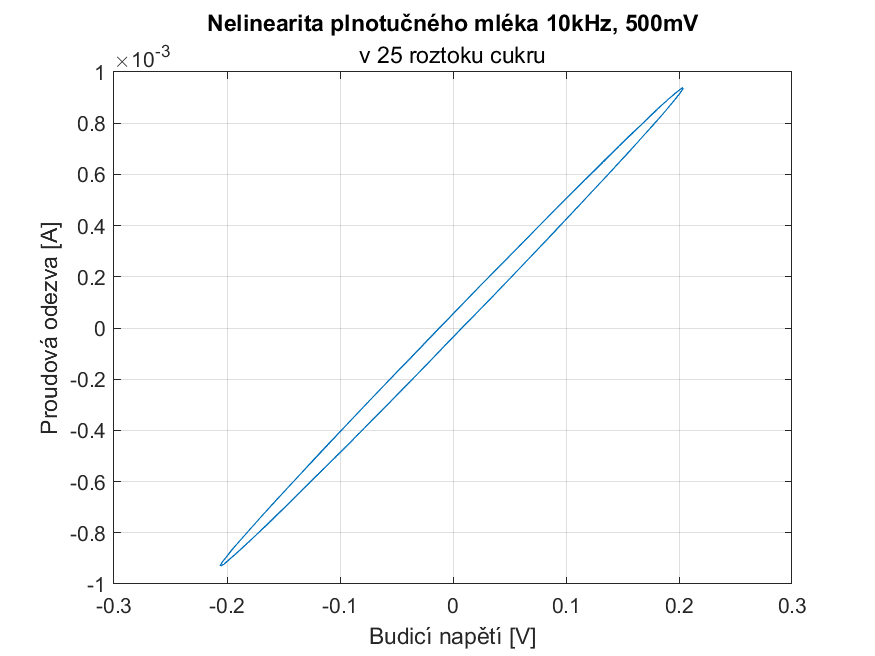 Nelinearita plnotučného mléka 10kHz, 500mV
v 25 roztoku cukru
×10-3
1
0.8
0.6
0.4
0.2
0
-0.2
-0.4
-0.6
-0.8
-1
Proudová odezva [A]
-0.3 -0.2 -0.1 0 0.1 0.2 0.3
Budicí napětí [V]